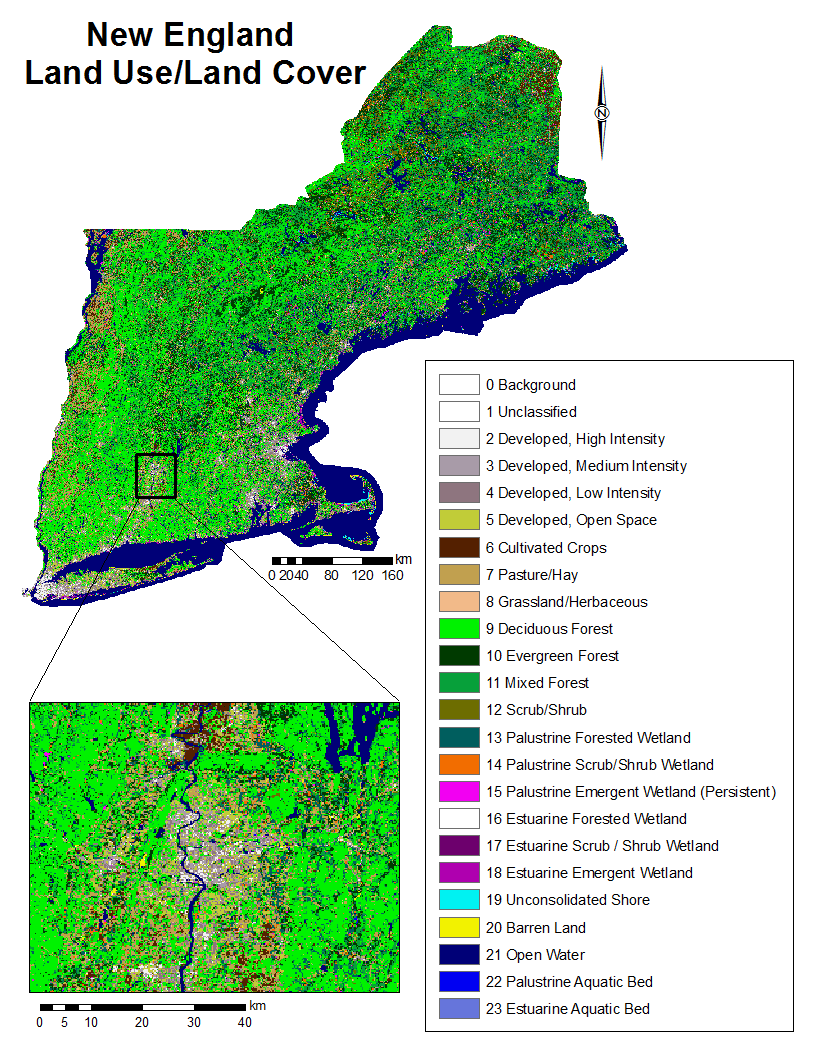 New England
Land Use/Land Cover
N
km
0 2040 80 120 160
0 Background
1 Unclassified
2 Developed, High Intensity
3 Developed, Medium Intensity
4 Developed, Low Intensity
5 Developed, Open Space
6 Cultivated Crops
7 Pasture/Hay
8 Grassland/Herbaceous
9 Deciduous Forest
10 Evergreen Forest
11 Mixed Forest
12 Scrub/Shrub
13 Palustrine Forested Wetland
14 Palustrine Scrub/Shrub Wetland
15 Palustrine Emergent Wetland (Persistent)
16 Estuarine Forested Wetland
17 Estuarine Scrub / Shrub Wetland
18 Estuarine Emergent Wetland
19 Unconsolidated Shore
20 Barren Land
21 Open Water
22 Palustrine Aquatic Bed
23 Estuarine Aquatic Bed
km
0 5 10 20 30 40